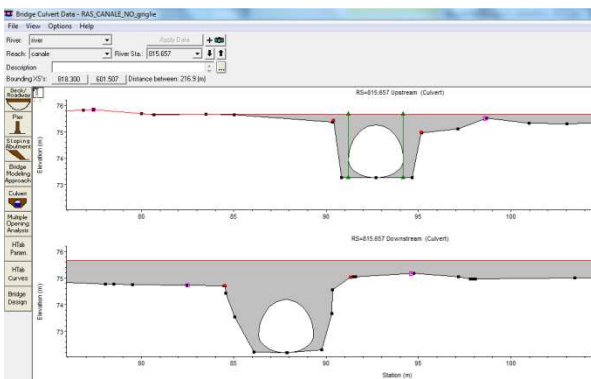 Bridge Culvert Data - RAS_CANALE_NO_griglie
File View Options Help
River: river Apply Data
Reach: canale River Sta.: 815.657
Description ...
Bounding XS's: 818.300 601.507 Distance between: 216.9 (m)
Deck/
Roadway
Pier
Sloping
Abutment
Bridge
Modeling
Approach
Culvert
Multiple
Opening
Analysis
HTab
Param.
HTab
Curves
Bridge
Design
RS=815.657 Upstream (Culvert)
Elevation (m)
76
75
74
73
80 85 90 95 100
RS=815.657 Downstream (Culvert)
Elevation (m)
76
75
74
73
80 85 90 95 100
Station (m)